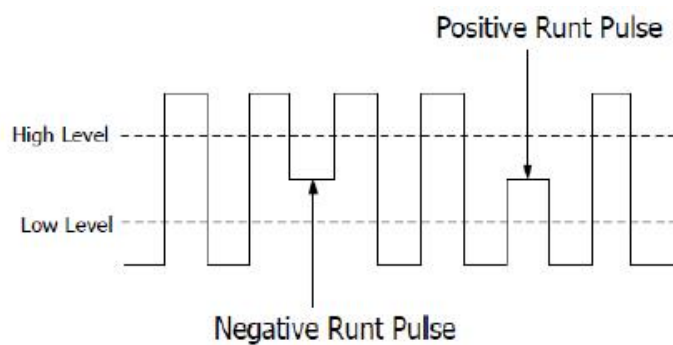 Positive Runt Pulse
High Level
Low Level
Negative Runt Pulse